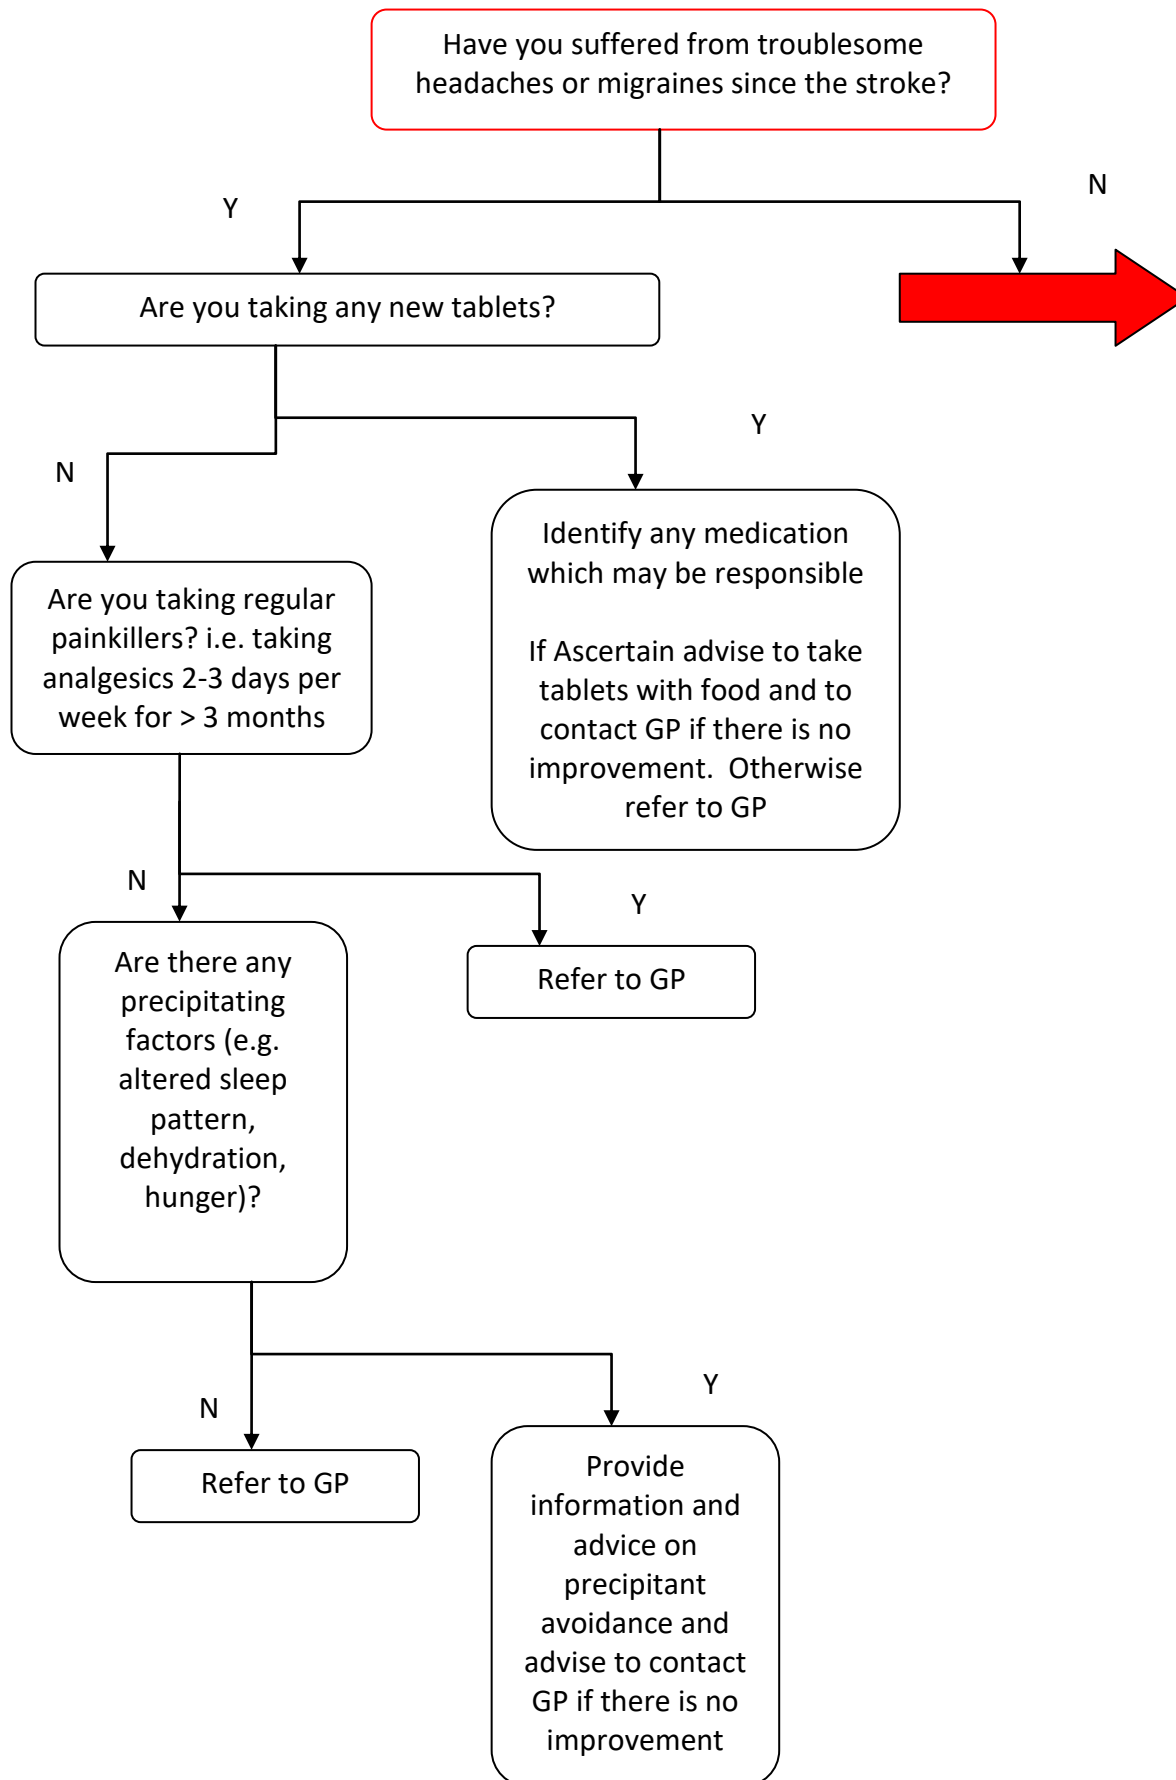 Have you suffered from troublesome
headaches or migraines since the stroke?
Y
N
Are you taking any new tablets?
Y
N
Identify any medication
which may be responsible
If Ascertain advise to take
tablets with food and to
contact GP if there is no
improvement.  Otherwise
refer to GP
Are you taking regular
painkillers? i.e. taking
analgesics 2-3 days per
week for > 3 months
N
Y
Are there any
precipitating
factors (e.g.
altered sleep
pattern,
dehydration,
hunger)?
Refer to GP
N
Y
Refer to GP
Provide
information and
advice on
precipitant
avoidance and
advise to contact
GP if there is no
improvement